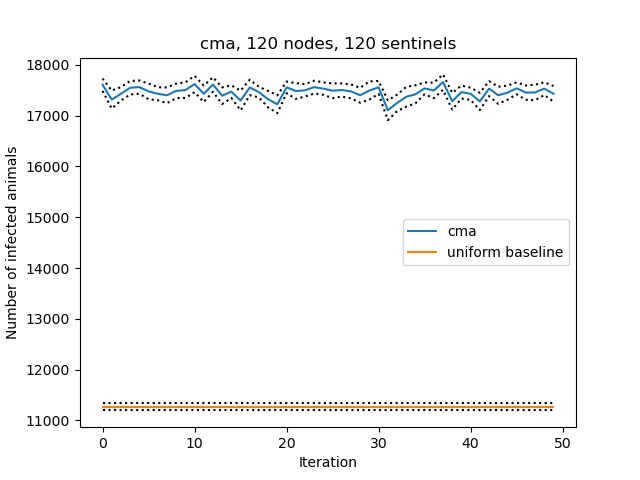 cma, 120 nodes, 120 sentinels
Number of infected animals
18000
17000
16000
15000
14000
13000
12000
11000
cma
uniform baseline
0
10
20
30
40
50
Iteration